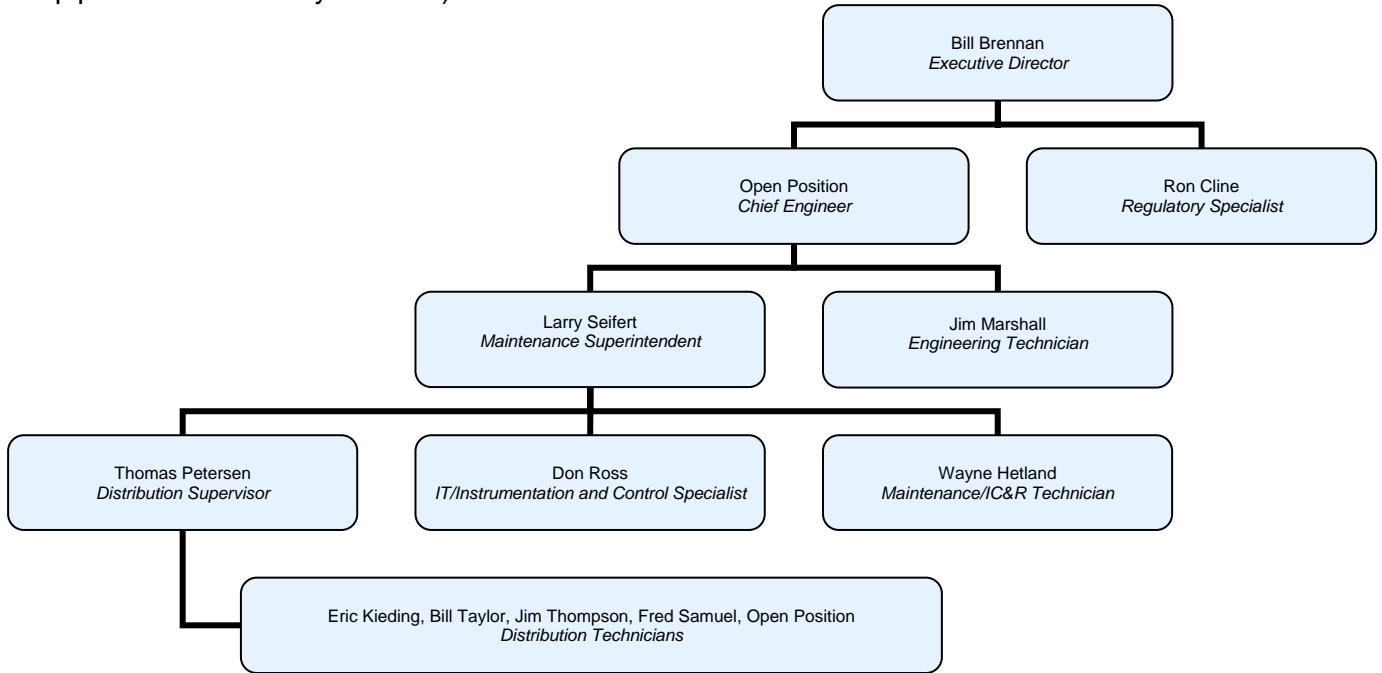 Bill Brennan
Executive Director
Open Position
Chief Engineer
Ron Cline
Regulatory Specialist
Larry Seifert
Maintenance Superintendent
Jim Marshall
Engineering Technician
Thomas Petersen
Distribution Supervisor
Don Ross
IT/Instrumentation and Control Specialist
Wayne Hetland
Maintenance/IC&R Technician
Eric Kieding, Bill Taylor, Jim Thompson, Fred Samuel, Open Position
Distribution Technicians